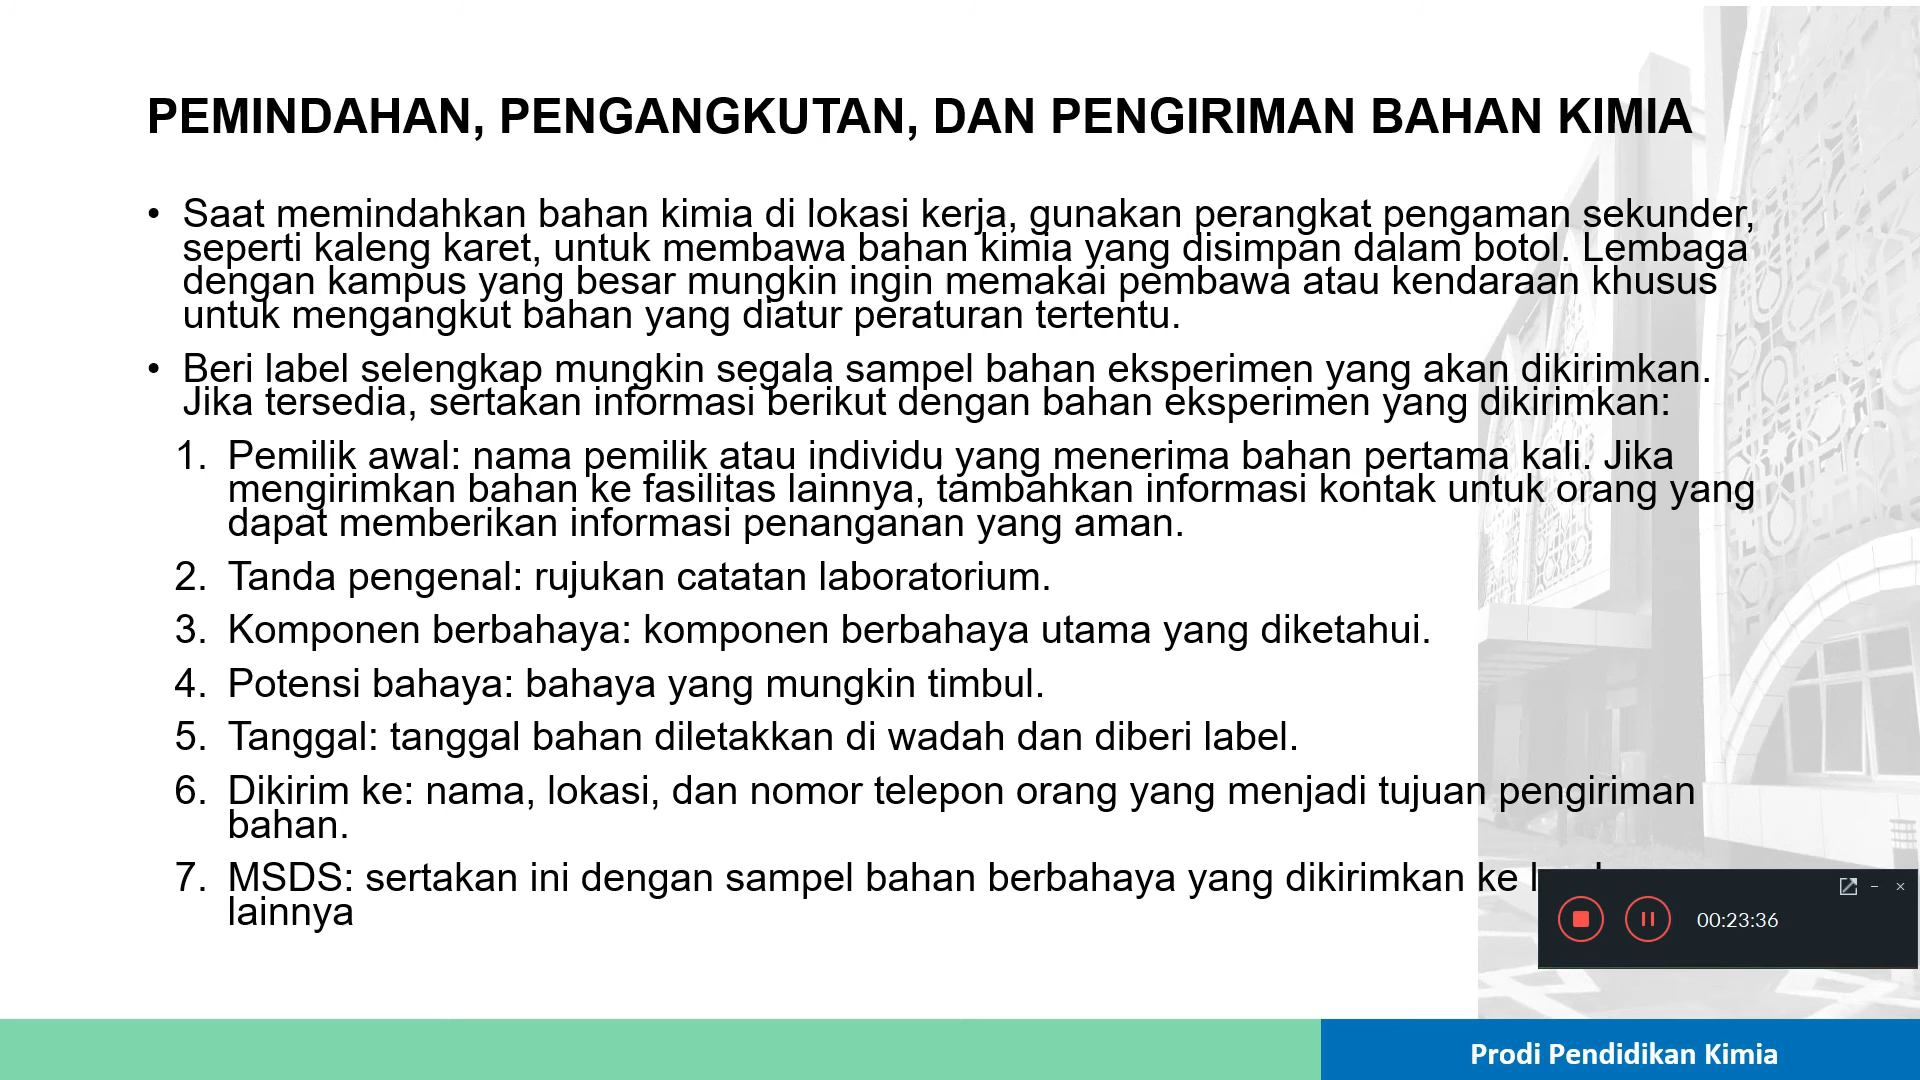 PEMINDAHAN, PENGANGKUTAN, DAN PENGIRIMAN BAHAN KIMIA
• Saat memindahkan bahan kimia di lokasi kerja, gunakan perangkat pengaman sekunder,
seperti kaleng karet, untuk membawa bahan kimia yang disimpan dalam botol. Lembaga
dengan kampus yang besar mungkin ingin memakai pembawa atau kendaraan khusus
untuk mengangkut bahan yang diatur peraturan tertentu.
• Beri label selengkap mungkin segala sampel bahan eksperimen yang akan dikirimkan.
Jika tersedia, sertakan informasi berikut dengan bahan eksperimen yang dikirimkan:
1. Pemilik awal: nama pemilik atau individu yang menerima bahan pertama kali. Jika
mengirimkan bahan ke fasilitas lainnya, tambahkan informasi kontak untuk orang yang
dapat memberikan informasi penanganan yang aman.
2. Tanda pengenal: rujukan catatan laboratorium.
3. Komponen berbahaya: komponen berbahaya utama yang diketahui.
4. Potensi bahaya: bahaya yang mungkin timbul.
5. Tanggal: tanggal bahan diletakkan di wadah dan diberi label.
6. Dikirim ke: nama, lokasi, dan nomor telepon orang yang menjadi tujuan pengiriman
bahan.
7. MSDS: sertakan ini dengan sampel bahan berbahaya yang dikirimkan ke
lainnya
00:23:36
Prodi Pendidikan Kimia